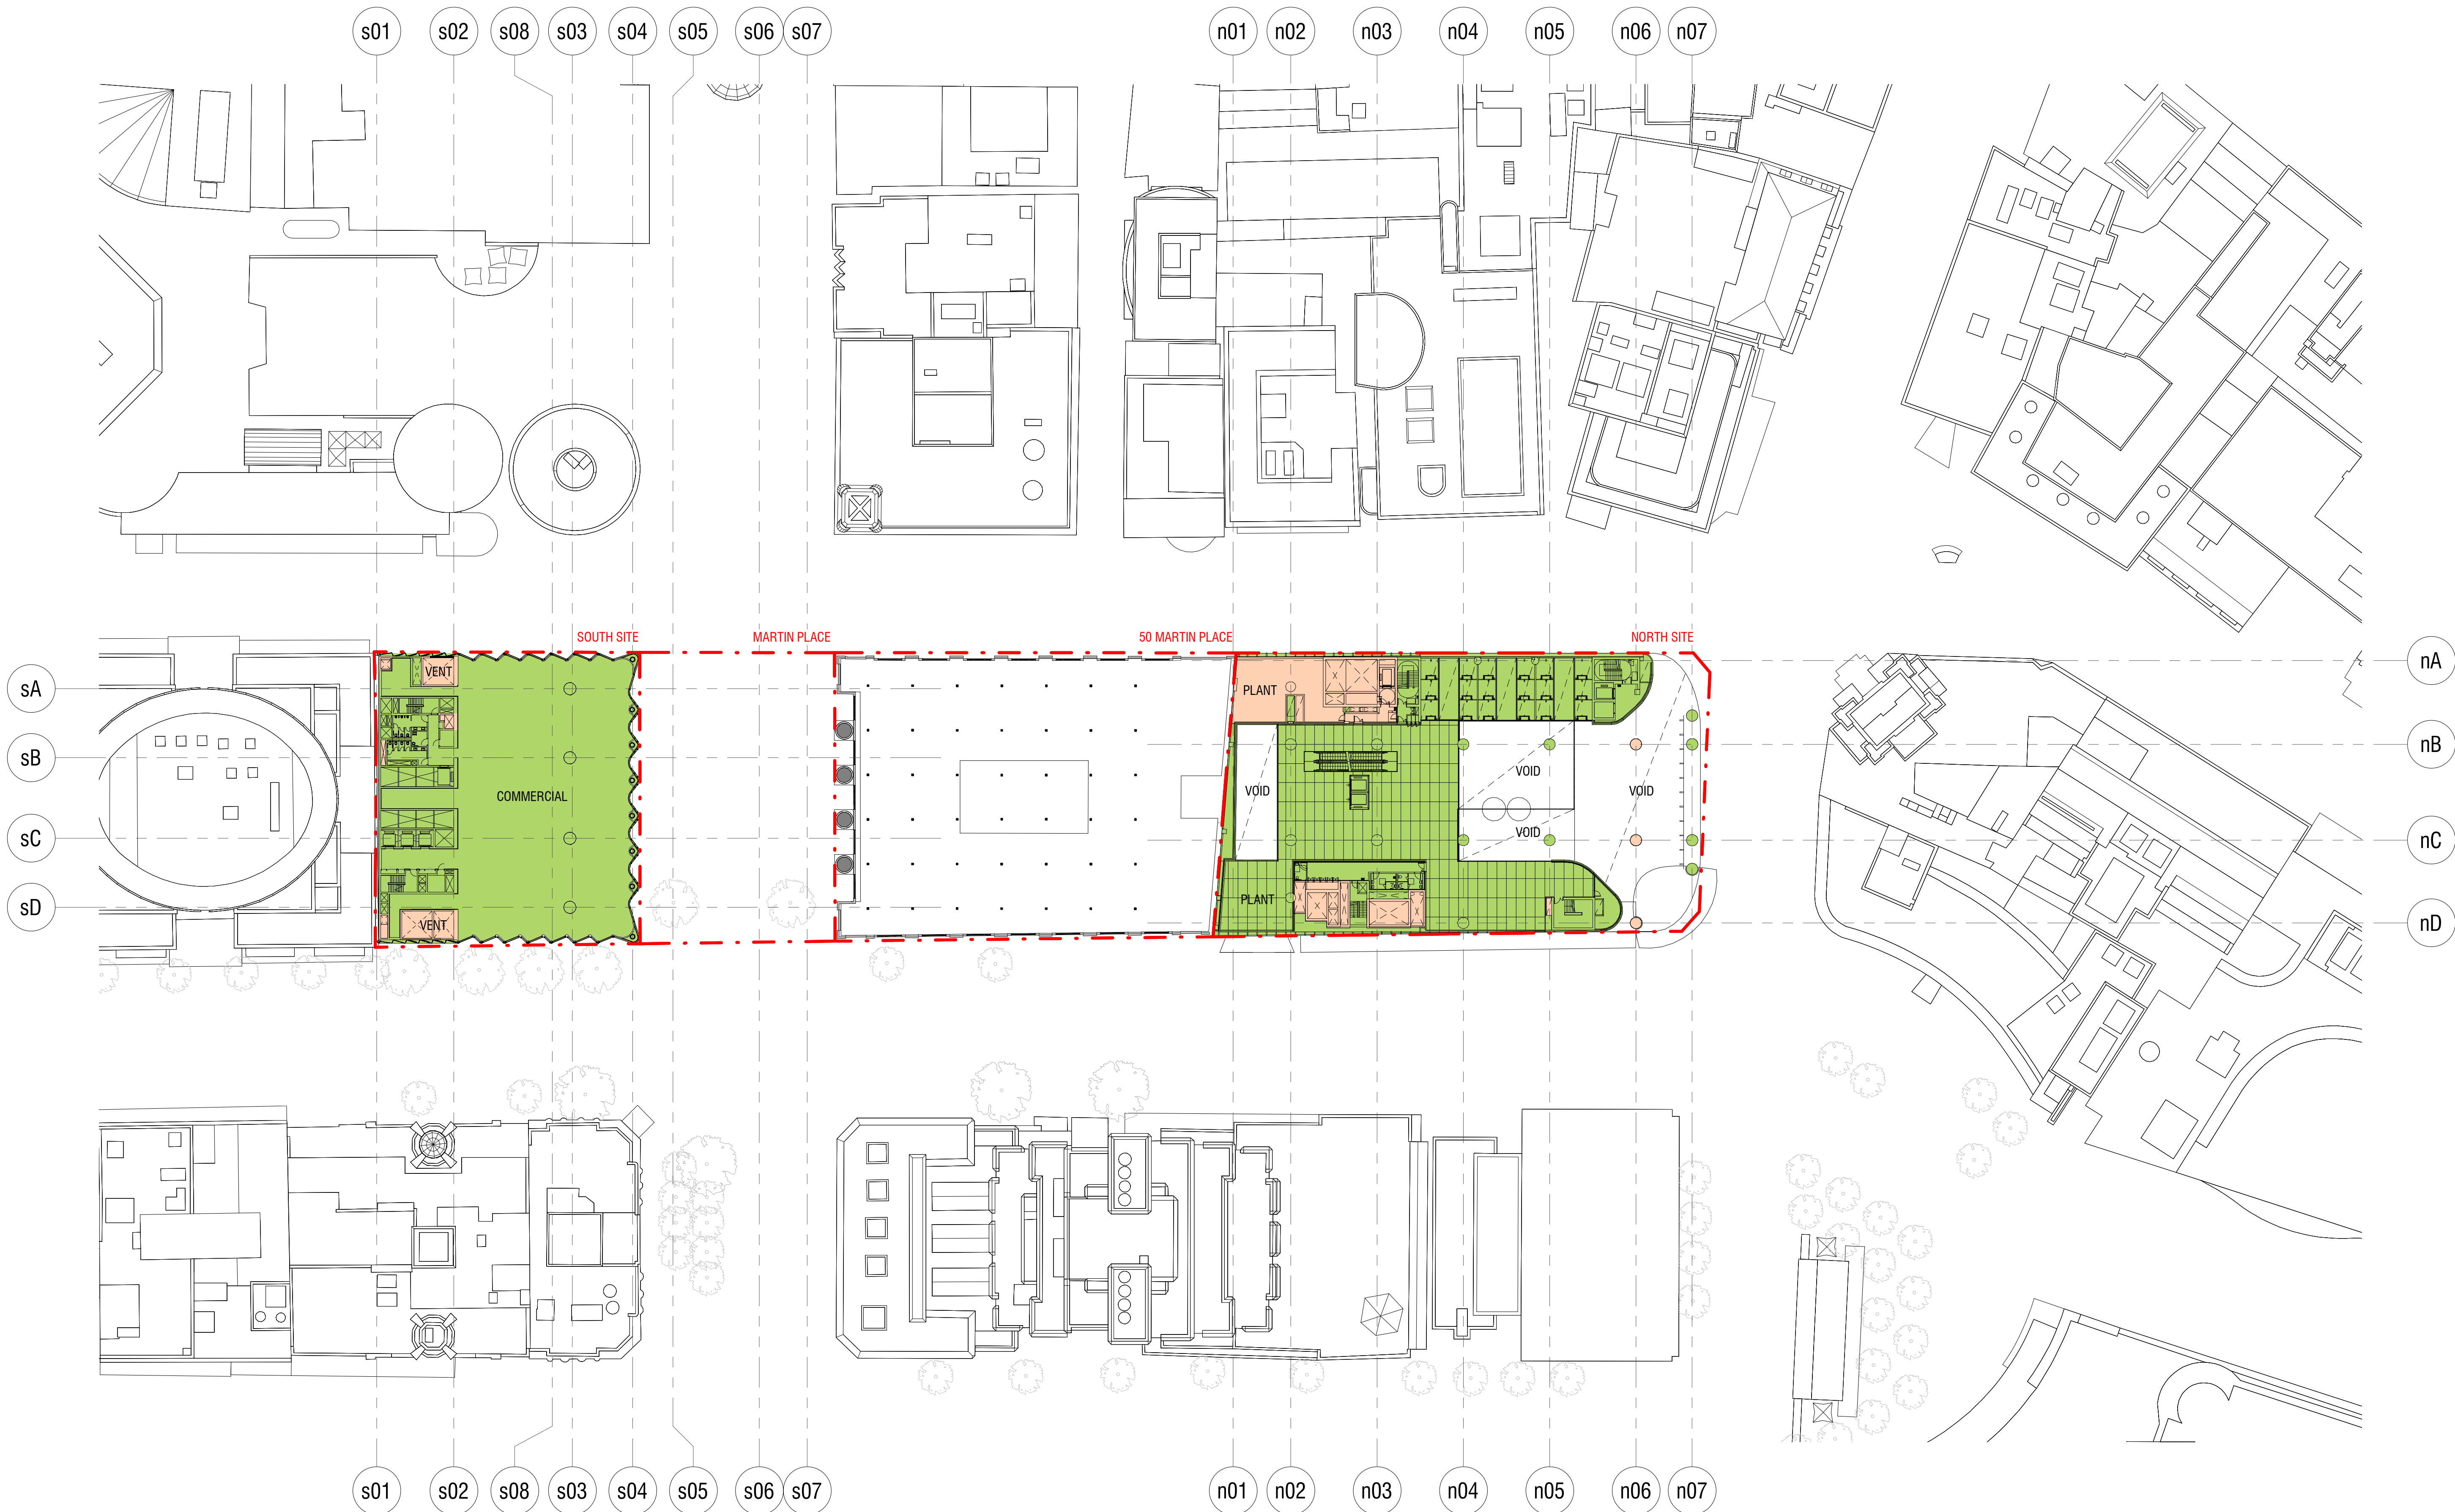 s01 s02 s08 s03 s04 s05 s06 s07 n01 n02 n03 n04 n05 n06 n07
SOUTH SITE MARTIN PLACE 50 MARTIN PLACE NORTH SITE
sA nA
VENT
PLANT
sB nB
VOID
COMMERCIAL VOID VOID
VOID
sC nC
sD nD
PLANT
VENT
s01 s02 s08 s03 s04 s05 s06 s07 n01 n02 n03 n04 n05 n06 n07